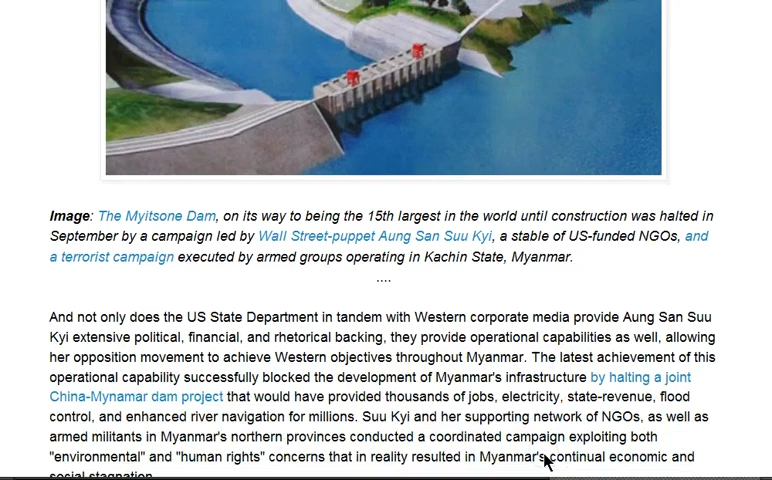 Image: The Myitsone Dam, on its way to being the 15th largest in the world until construction was halted in
September by a campaign led by Wall Street-puppet Aung San Suu Kyi, a stable of US-funded NGOs, and
a terrorist campaign executed by armed groups operating in Kachin State, Myanmar.
....
And not only does the US State Department in tandem with Western corporate media provide Aung San Suu
Kyi extensive political, financial, and rhetorical backing, they provide operational capabilities as well, allowing
her opposition movement to achieve Western objectives throughout Myanmar. The latest achievement of this
operational capability successfully blocked the development of Myanmar's infrastructure by halting a joint
China-Mynamar dam project that would have provided thousands of jobs, electricity, state-revenue, flood
control, and enhanced river navigation for millions. Suu Kyi and her supporting network of NGOs, as well as
armed militants in Myanmar's northern provinces conducted a coordinated campaign exploiting both
"environmental" and "human rights" concerns that in reality resulted in Myanmar's continual economic and
social stagnation.